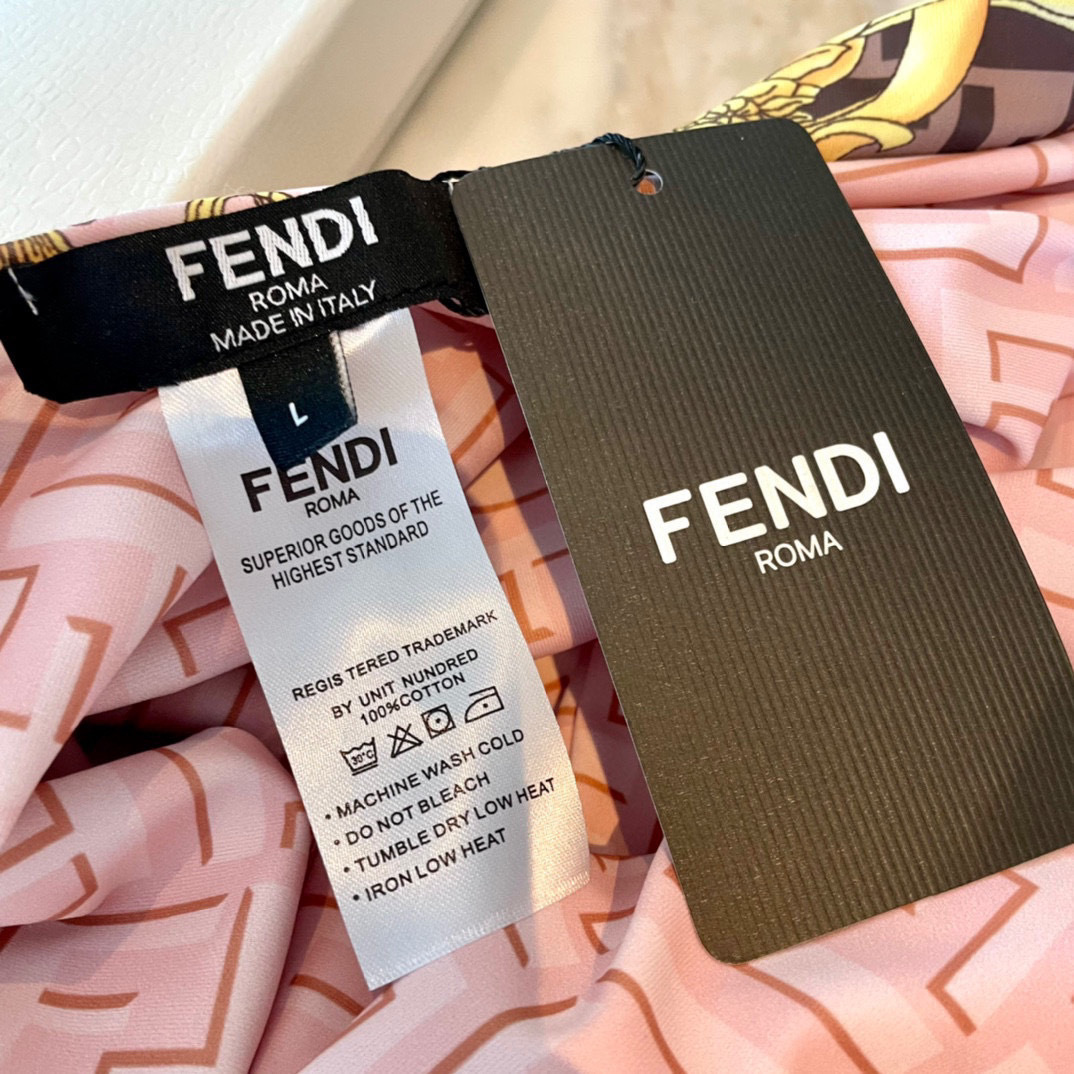 FENDI
ROMA
MADE IN ITALY
L
FENDI
ROMA
SUPERIOR GOODS OF THE
HIGHEST STANDARD
REGIS TERED TRADEMARK
BY UNIT NUNDRED
100%COTTON
30°C
• MACHINE WASH COLD
• DO NOT BLEACH
• TUMBLE DRY LOW HEAT
• IRON LOW HEAT
FENDI
ROMA